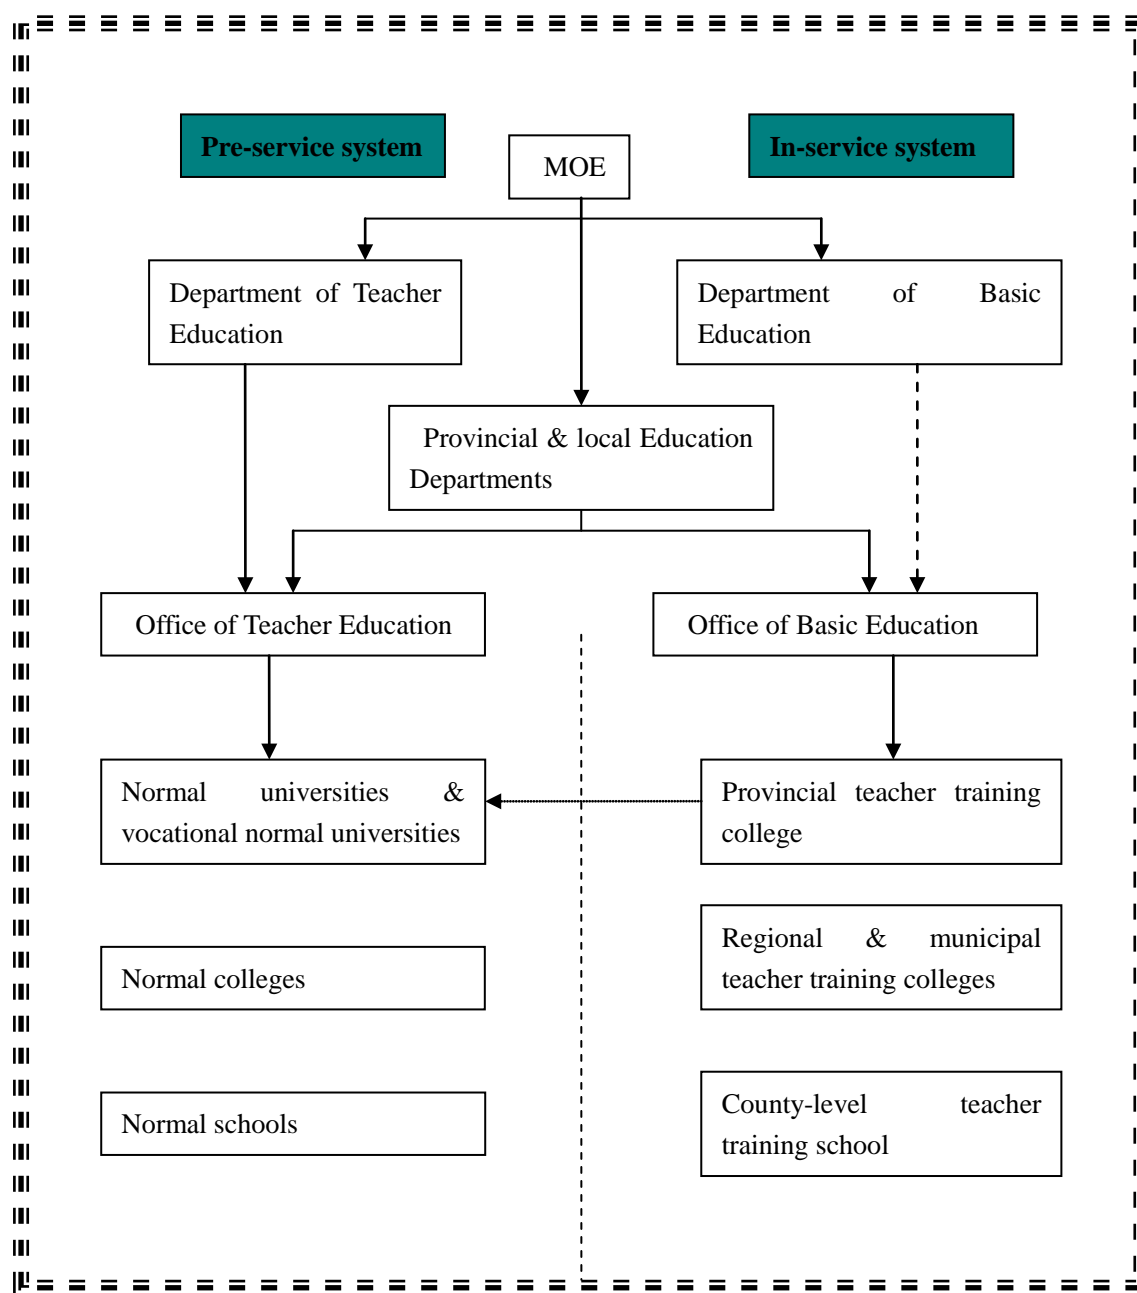 Pre-service system
MOE
In-service system
Department of Teacher
Education
Department of Basic
Education
Provincial & local Education
Departments
Office of Teacher Education
Office of Basic Education
Normal universities &
vocational normal universities
Provincial teacher training
college
Regional & municipal
teacher training colleges
Normal colleges
County-level teacher
training school
Normal schools